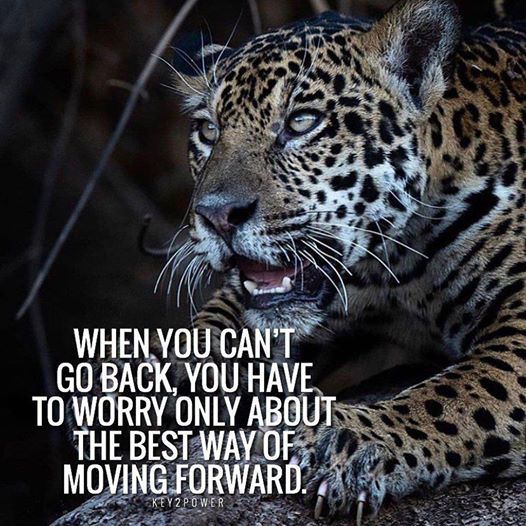 WHEN YOU CAN'T
GO BACK, YOU HAVE
TO WORRY ONLY ABOUT
THE BEST WAY OF
MOVING FORWARD.
KEY2POWER